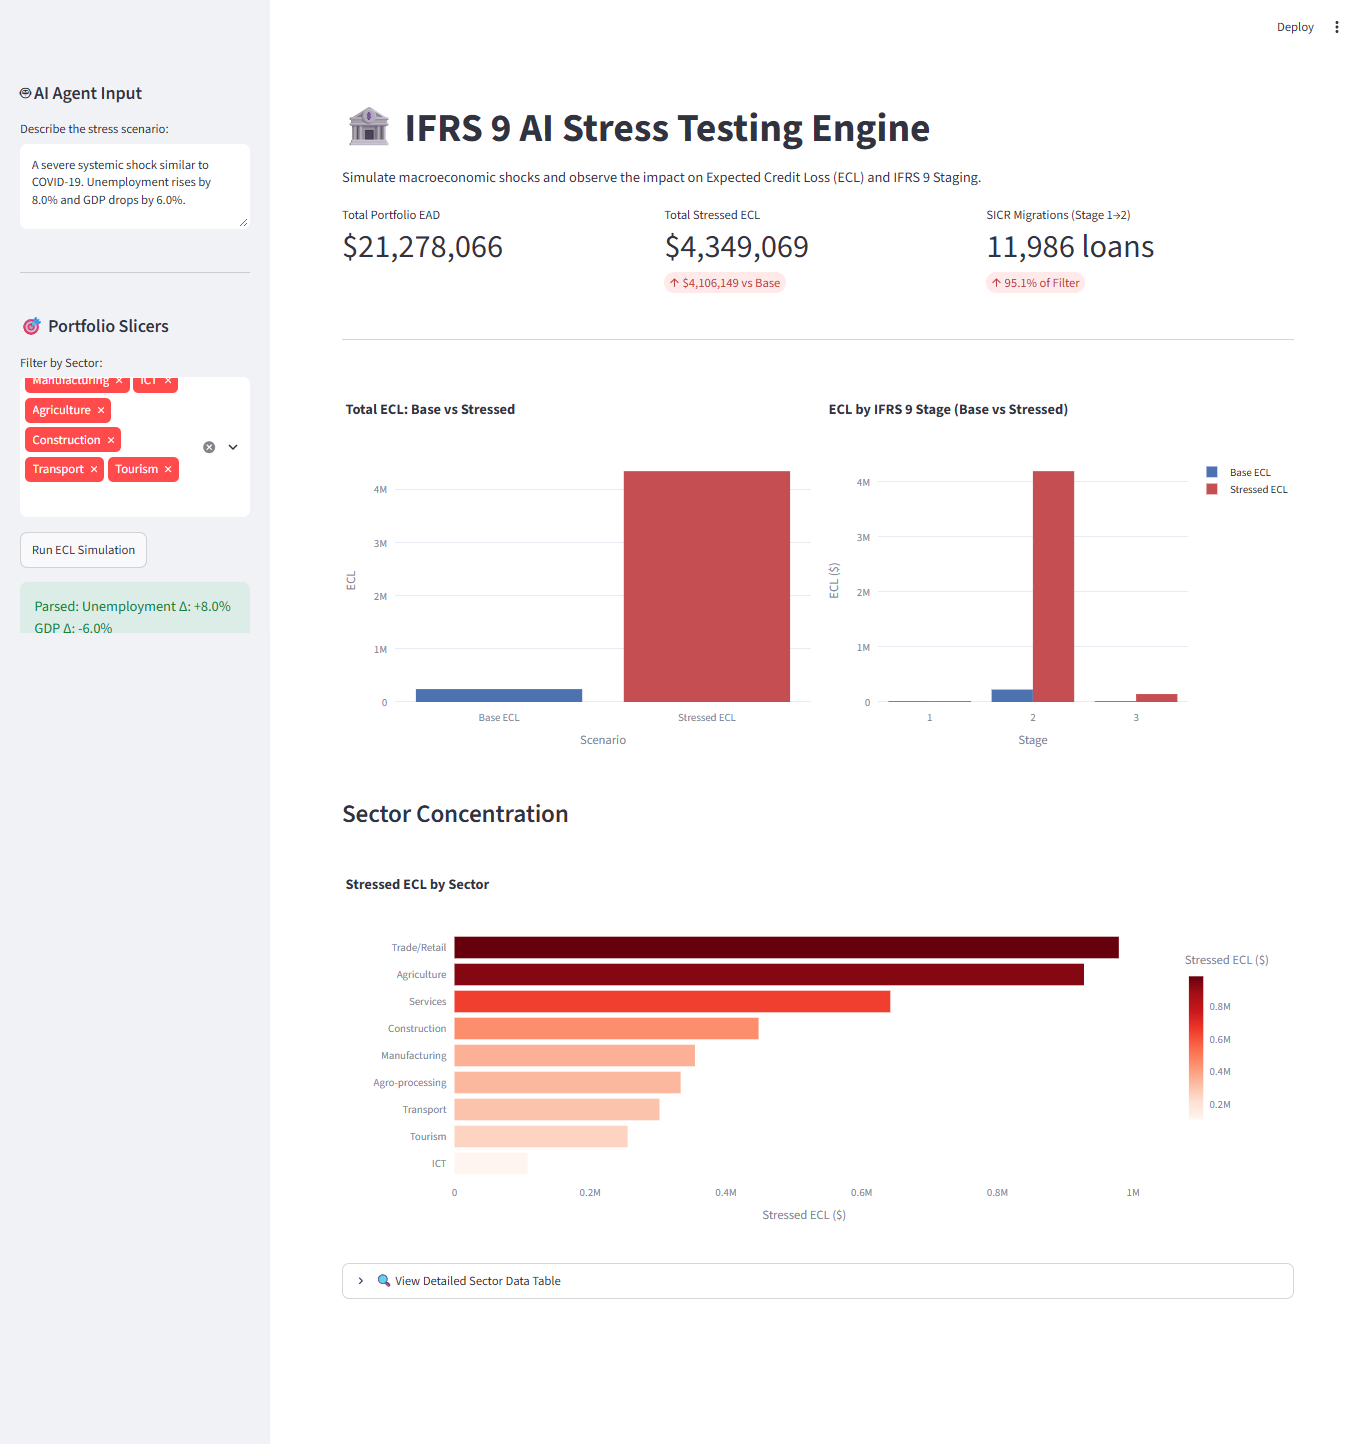 Deploy
AI Agent Input
Describe the stress scenario:
A severe systemic shock similar to
COVID-19. Unemployment rises by
8.0% and GDP drops by 6.0%.
Portfolio Slicers
Filter by Sector:
Manufacturing × ICT ×
Agriculture ×
Construction ×
Transport × Tourism ×
Run ECL Simulation
Parsed: Unemployment Δ: +8.0%
GDP Δ: -6.0%
IFRS 9 AI Stress Testing Engine
Simulate macroeconomic shocks and observe the impact on Expected Credit Loss (ECL) and IFRS 9 Staging.
Total Portfolio EAD
$21,278,066
Total Stressed ECL
$4,349,069
↑ $4,106,149 vs Base
SICR Migrations (Stage 1→2)
11,986 loans
↑ 95.1% of Filter
Total ECL: Base vs Stressed
4M
3M
2M
1M
0
ECL
Base ECL
Stressed ECL
Scenario
ECL by IFRS 9 Stage (Base vs Stressed)
4M
3M
2M
1M
0
ECL ($)
1
2
3
Stage
Base ECL
Stressed ECL
Sector Concentration
Stressed ECL by Sector
Trade/Retail
Agriculture
Services
Construction
Manufacturing
Agro-processing
Transport
Tourism
ICT
0
0.2M
0.4M
0.6M
0.8M
1M
Stressed ECL ($)
Stressed ECL ($)
0.8M
0.6M
0.4M
0.2M
View Detailed Sector Data Table